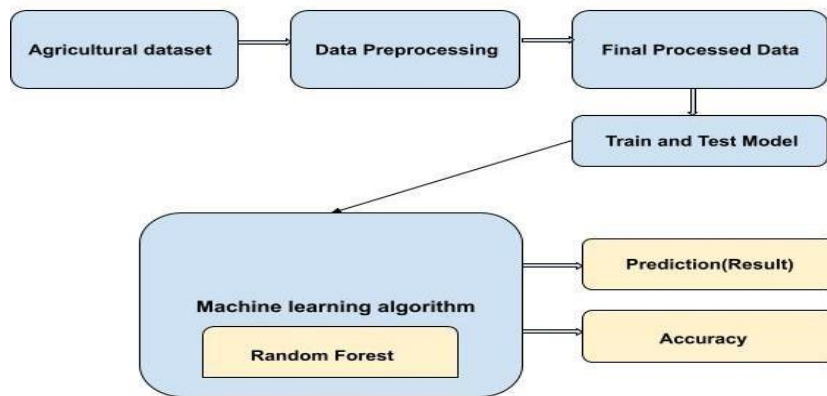 Agricultural dataset
Data Preprocessing
Final Processed Data
Train and Test Model
Machine learning algorithm
Random Forest
Prediction(Result)
Accuracy